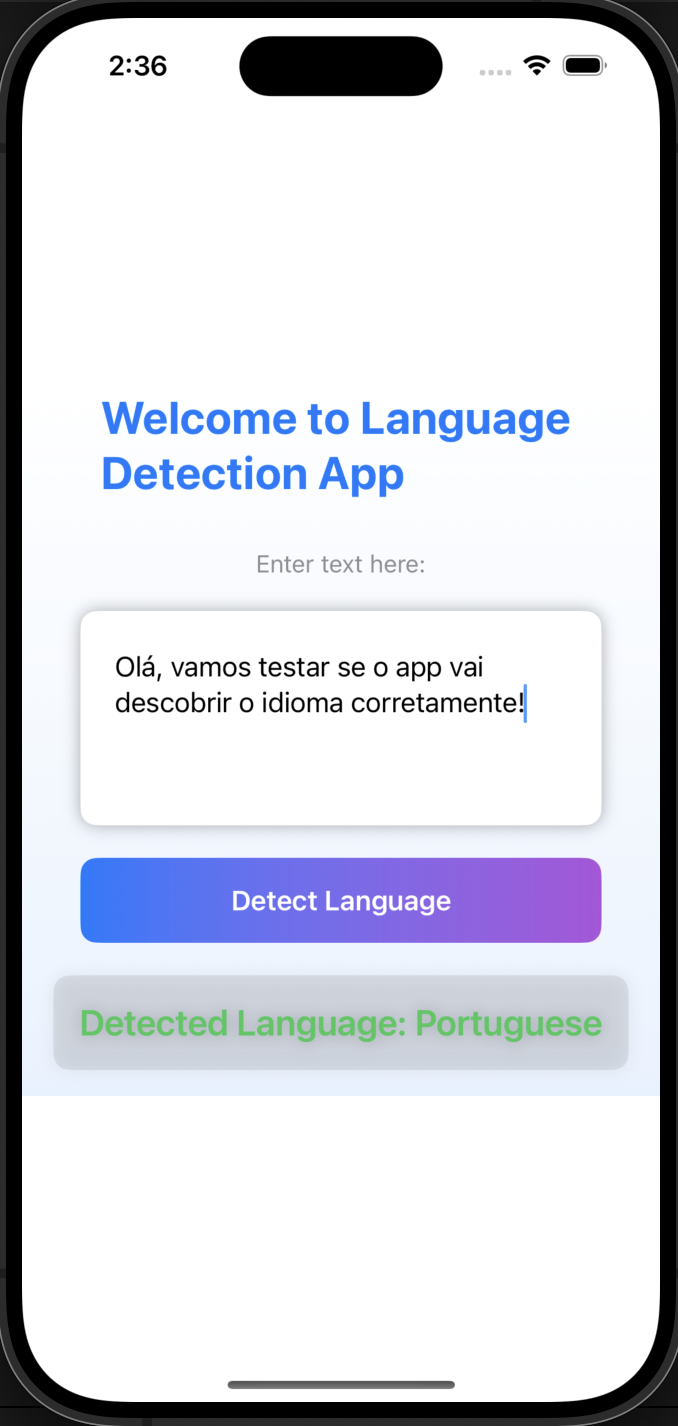 2:36
Welcome to Language
Detection App
Enter text here:
Olá, vamos testar se o app vai
descobrir o idioma corretamente!
Detect Language
Detected Language: Portuguese